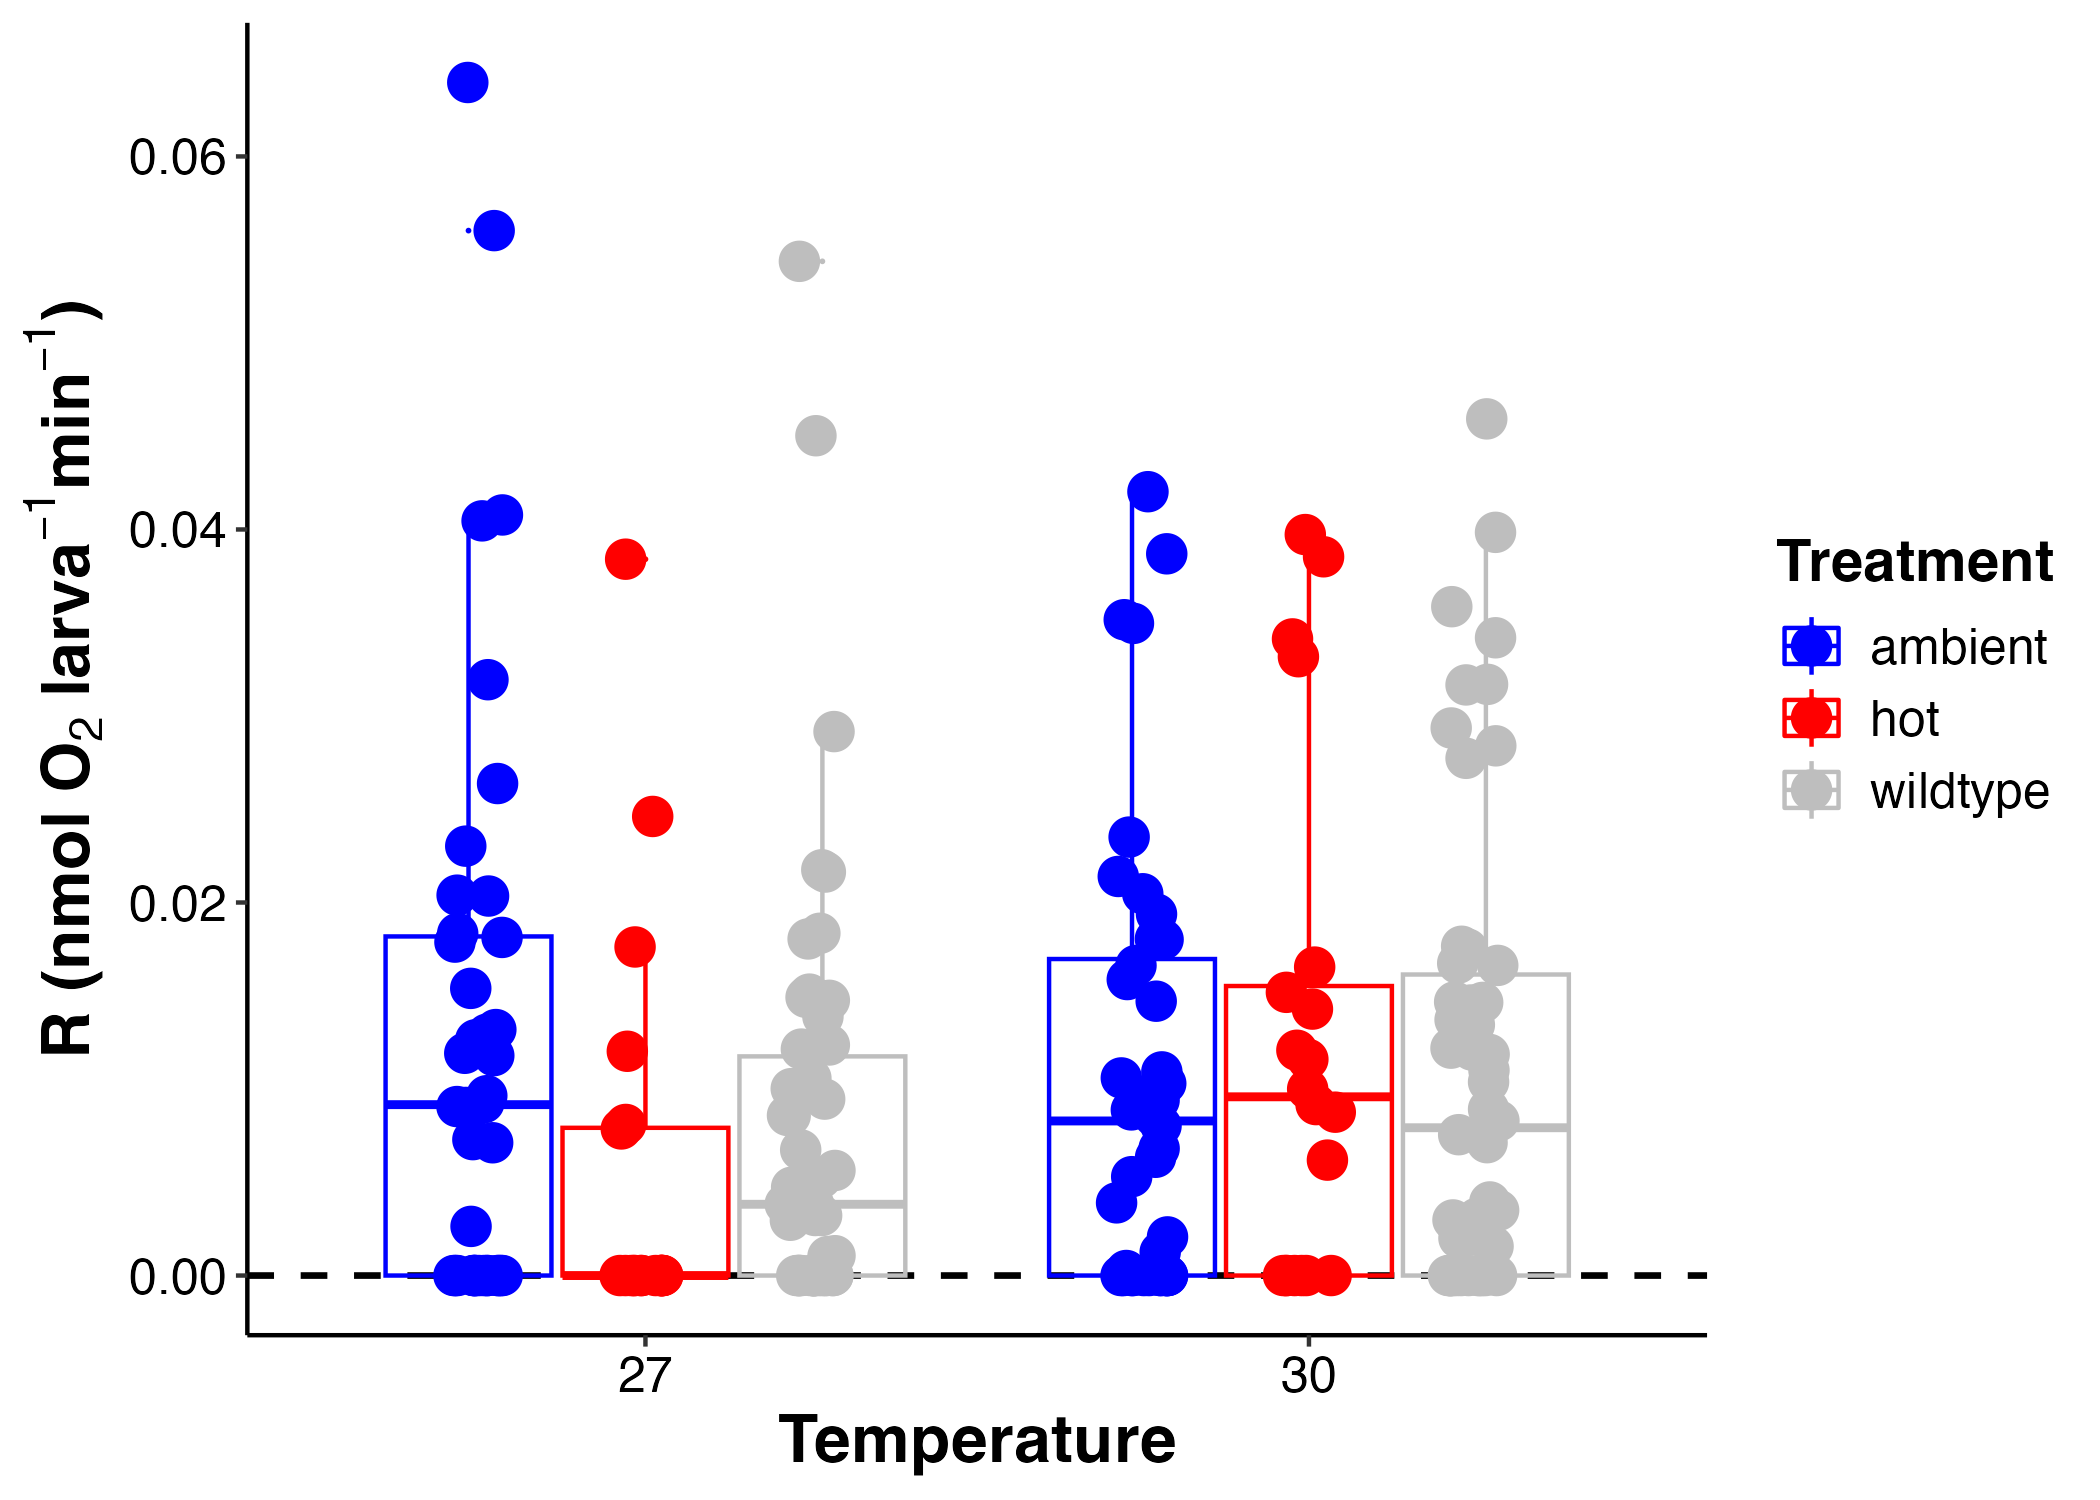 R (nmol O₂ larva⁻¹min⁻¹)
0.06
0.04
0.02
0.00
27
30
Temperature
Treatment
ambient
hot
wildtype